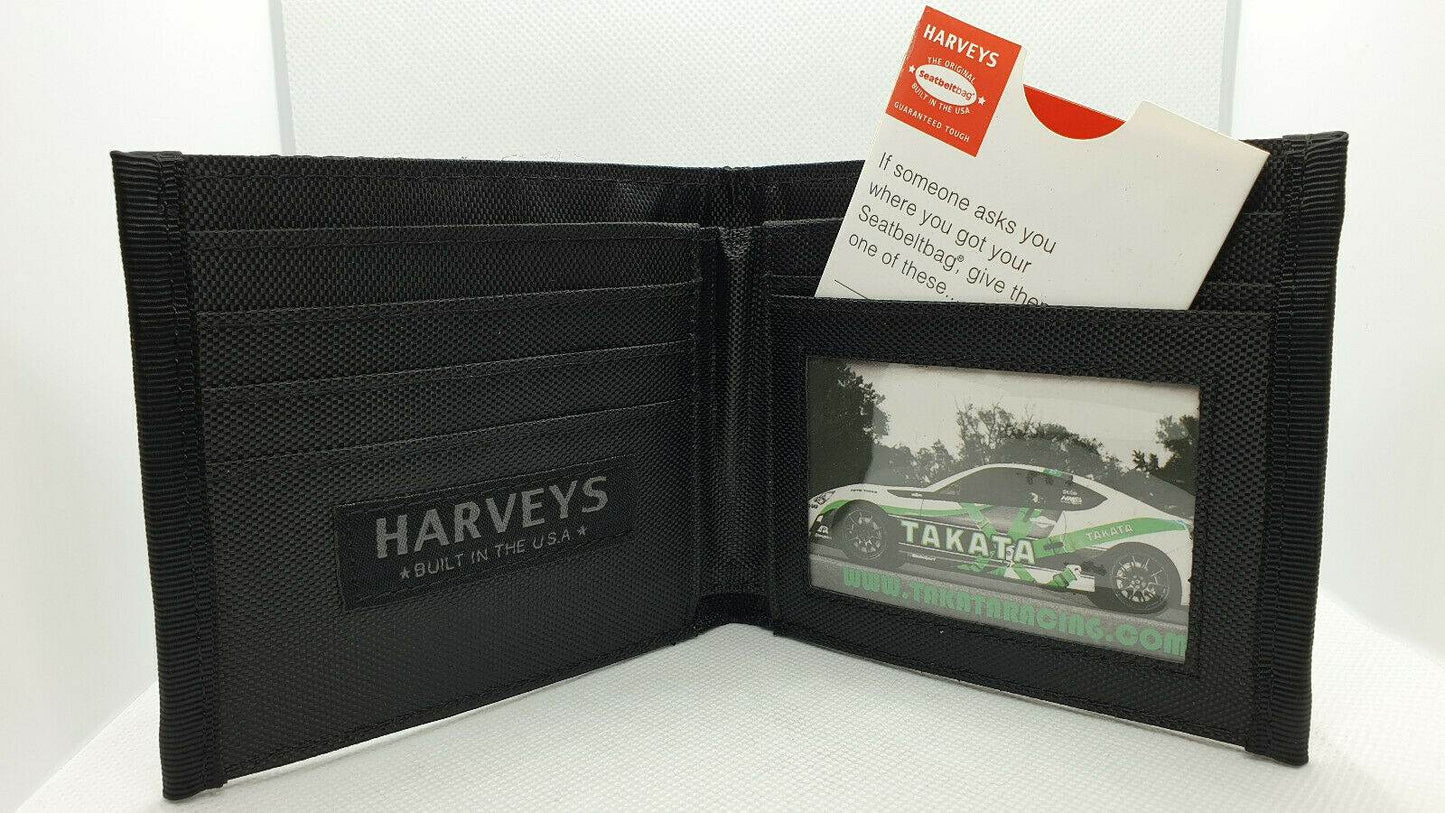 HARVEYS
THE ORIGINAL
seatbeltbag®
BUILT IN THE USA
GUARANTEED TOUGH
If someone asks you
where you got your
Seatbeltbag®, give them
one of these...
HARVEYS
★BUILT IN THE U.S.A★
TAKATA
TAKATA
WWW.TAKATARACING.COM